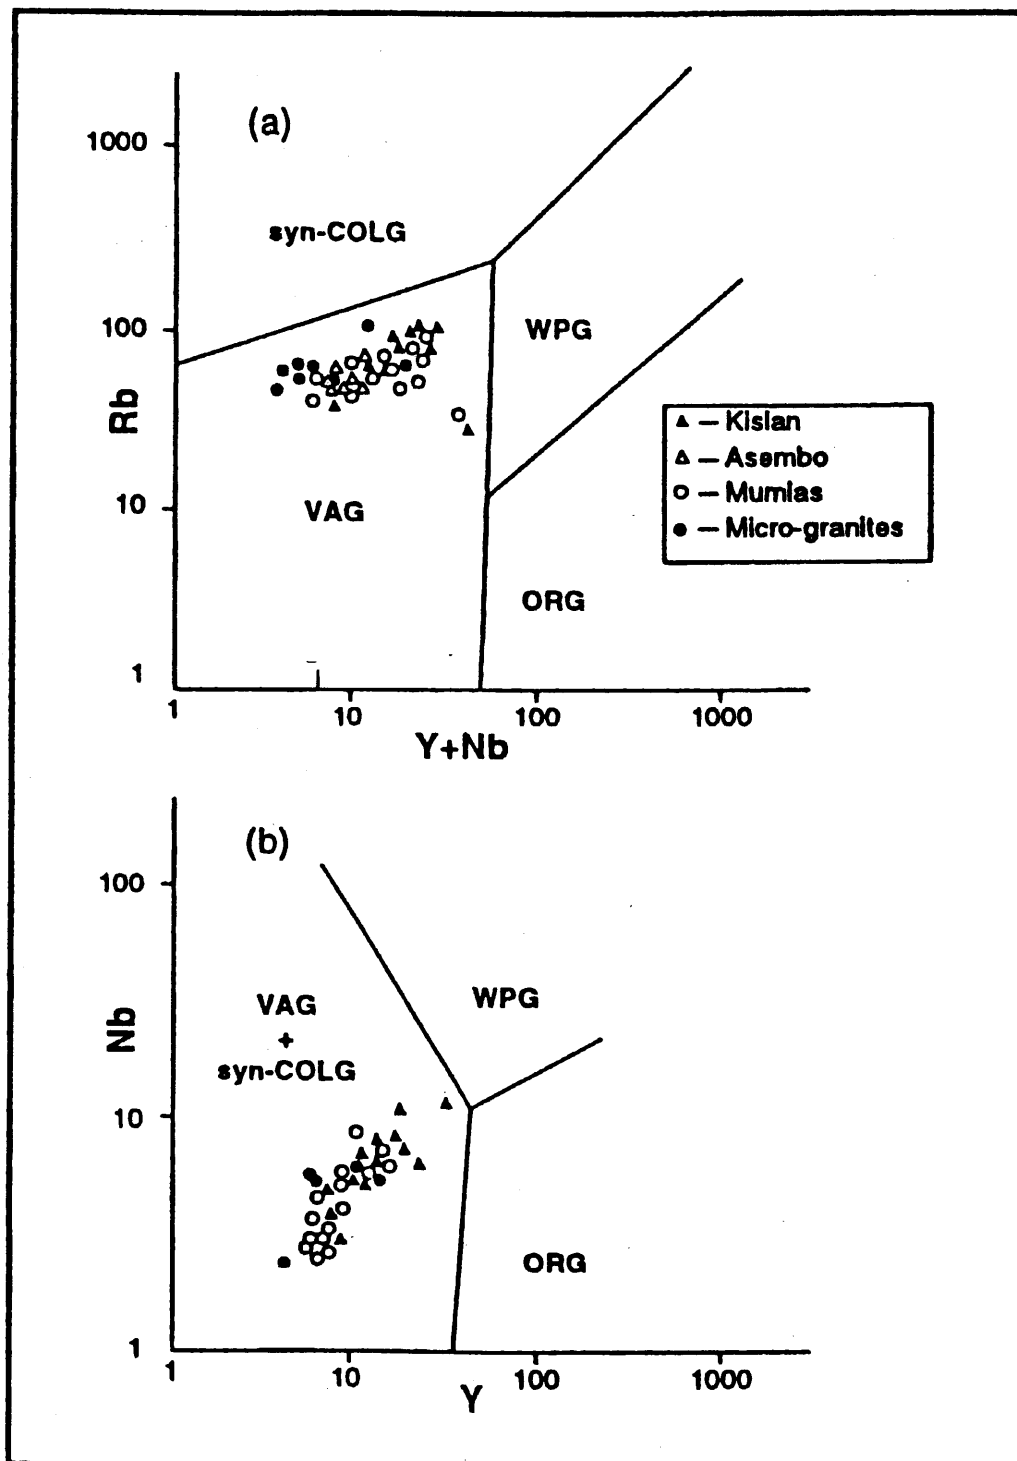 (a)
1000
syn-COLG
100
WPG
Rb
▲ – Kisian
△ – Asembo
○ – Mumias
● – Micro-granites
10
VAG
ORG
1
1
10
100
1000
Y+Nb
(b)
100
WPG
VAG
+
syn-COLG
Nb
10
ORG
1
1
10
100
1000
Y